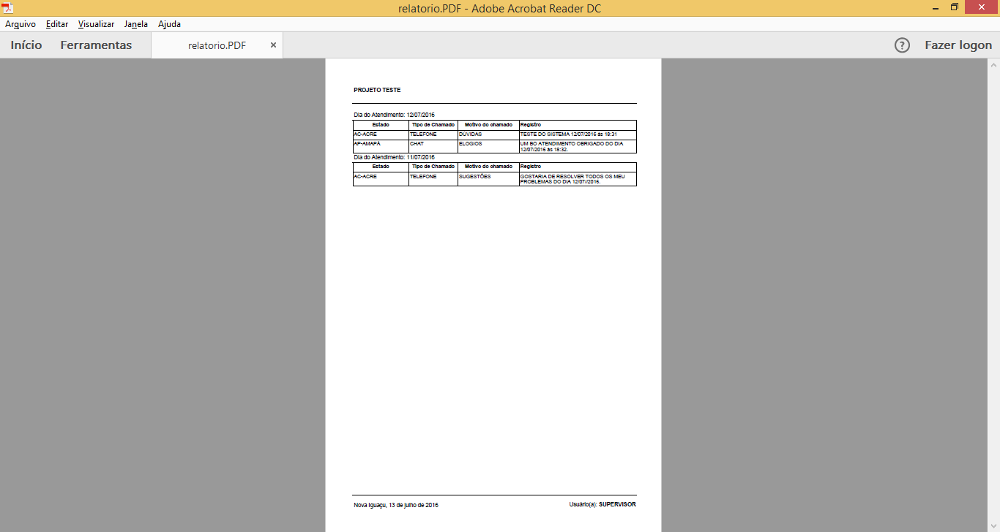 relatorio.PDF - Adobe Acrobat Reader DC
Arquivo Editar Visualizar Janela Ajuda
Início Ferramentas relatorio.PDF × ? Fazer logon
PROJETO TESTE
Dia do Atendimento: 12/07/2016
Estado Tipo de Chamado Motivo do chamado Registro
AC-ACRE TELEFONE DÚVIDAS TESTE DO SISTEMA 12/07/2016 às 18:31
AP-AMAPÁ CHAT ELOGIOS UM BO ATENDIMENTO OBRIGADO DO DIA
12/07/2016 às 18:32.
Dia do Atendimento: 11/07/2016
Estado Tipo de Chamado Motivo do chamado Registro
AC-ACRE TELEFONE SUGESTÕES GOSTARIA DE RESOLVER TODOS OS MEU
PROBLEMAS DO DIA 12/07//2016.
Nova Iguaçu, 13 de julho de 2016 Usuário(a): SUPERVISOR